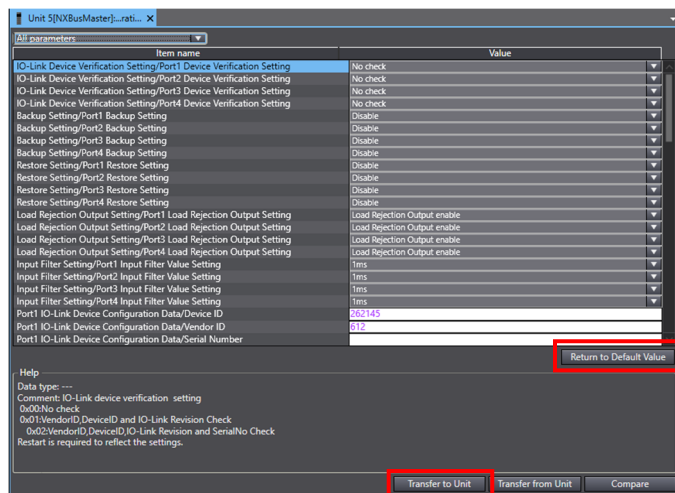 Unit 5[NXBusMaster]:...rati...
All parameters
Item name Value
IO-Link Device Verification Setting/Port1 Device Verification Setting No check
IO-Link Device Verification Setting/Port2 Device Verification Setting No check
IO-Link Device Verification Setting/Port3 Device Verification Setting No check
IO-Link Device Verification Setting/Port4 Device Verification Setting No check
Backup Setting/Port1 Backup Setting Disable
Backup Setting/Port2 Backup Setting Disable
Backup Setting/Port3 Backup Setting Disable
Backup Setting/Port4 Backup Setting Disable
Restore Setting/Port1 Restore Setting Disable
Restore Setting/Port2 Restore Setting Disable
Restore Setting/Port3 Restore Setting Disable
Restore Setting/Port4 Restore Setting Disable
Load Rejection Output Setting/Port1 Load Rejection Output Setting Load Rejection Output enable
Load Rejection Output Setting/Port2 Load Rejection Output Setting Load Rejection Output enable
Load Rejection Output Setting/Port3 Load Rejection Output Setting Load Rejection Output enable
Load Rejection Output Setting/Port4 Load Rejection Output Setting Load Rejection Output enable
Input Filter Setting/Port1 Input Filter Value Setting 1ms
Input Filter Setting/Port2 Input Filter Value Setting 1ms
Input Filter Setting/Port3 Input Filter Value Setting 1ms
Input Filter Setting/Port4 Input Filter Value Setting 1ms
Port1 IO-Link Device Configuration Data/Device ID 262145
Port1 IO-Link Device Configuration Data/Vendor ID 612
Port1 IO-Link Device Configuration Data/Serial Number
Return to Default Value
Help
Data type: ---
Comment: IO-Link device verification setting
0x00:No check
0x01:VendorID,DeviceID and IO-Link Revision Check
0x02:VendorID,DeviceID,IO-Link Revision and SerialNo Check
Restart is required to reflect the settings.
Transfer to Unit Transfer from Unit Compare